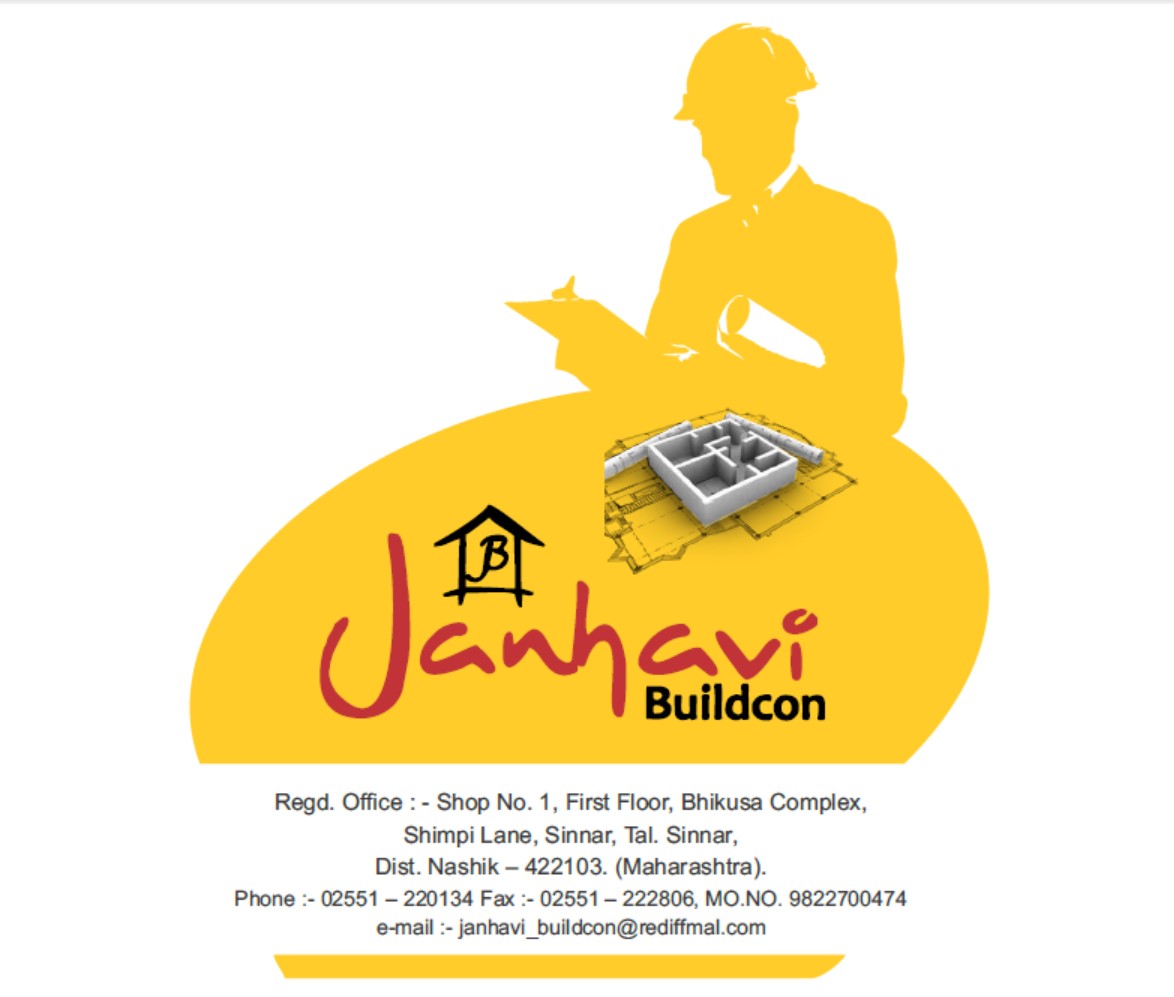 JB
Janhavi
Buildcon
Regd. Office : - Shop No. 1, First Floor, Bhikusa Complex,
Shimpi Lane, Sinnar, Tal. Sinnar,
Dist. Nashik – 422103. (Maharashtra).
Phone :- 02551 – 220134 Fax :- 02551 – 222806, MO.NO. 9822700474
e-mail :- janhavi_buildcon@rediffmal.com